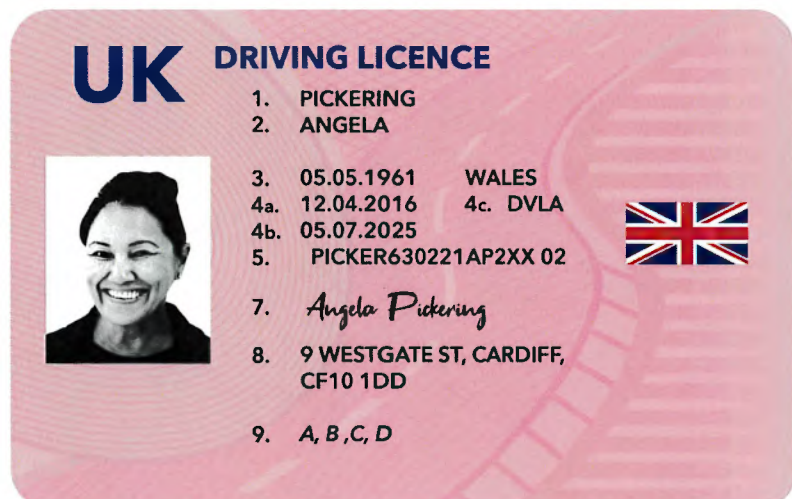 UK DRIVING LICENCE
1. PICKERING
2. ANGELA
3. 05.05.1961 WALES
4a. 12.04.2016 4c. DVLA
4b. 05.07.2025
5. PICKER630221AP2XX 02
7. Angela Pickering
8. 9 WESTGATE ST, CARDIFF,
CF10 1DD
9. A, B ,C, D